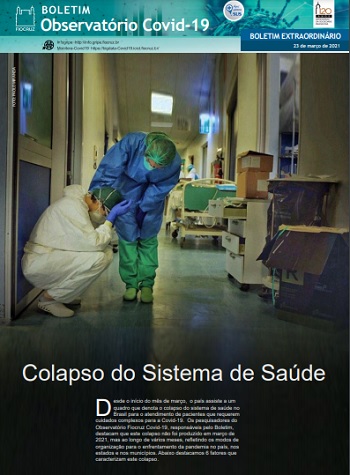 BOLETIM
Observatório Covid-19
FIOCRUZ
SUS
120
BOLETIM EXTRAORDINÁRIO
23 de março de 2021
Colapso do Sistema de Saúde
Desde o início do mês de março, o país assiste a um
quadro que denota o colapso do sistema de saúde no
Brasil para o atendimento de pacientes que requerem
cuidados complexos para a Covid-19. Os pesquisadores do
Observatório Fiocruz Covid-19, responsáveis pelo Boletim,
destacam que este colapso não foi produzido em março de
2021, mas ao longo de vários meses, refletindo os modos de
organização para o enfrentamento da pandemia no país, nos
estados e nos municípios. Abaixo destacamos 6 fatores que
caracterizam este colapso.